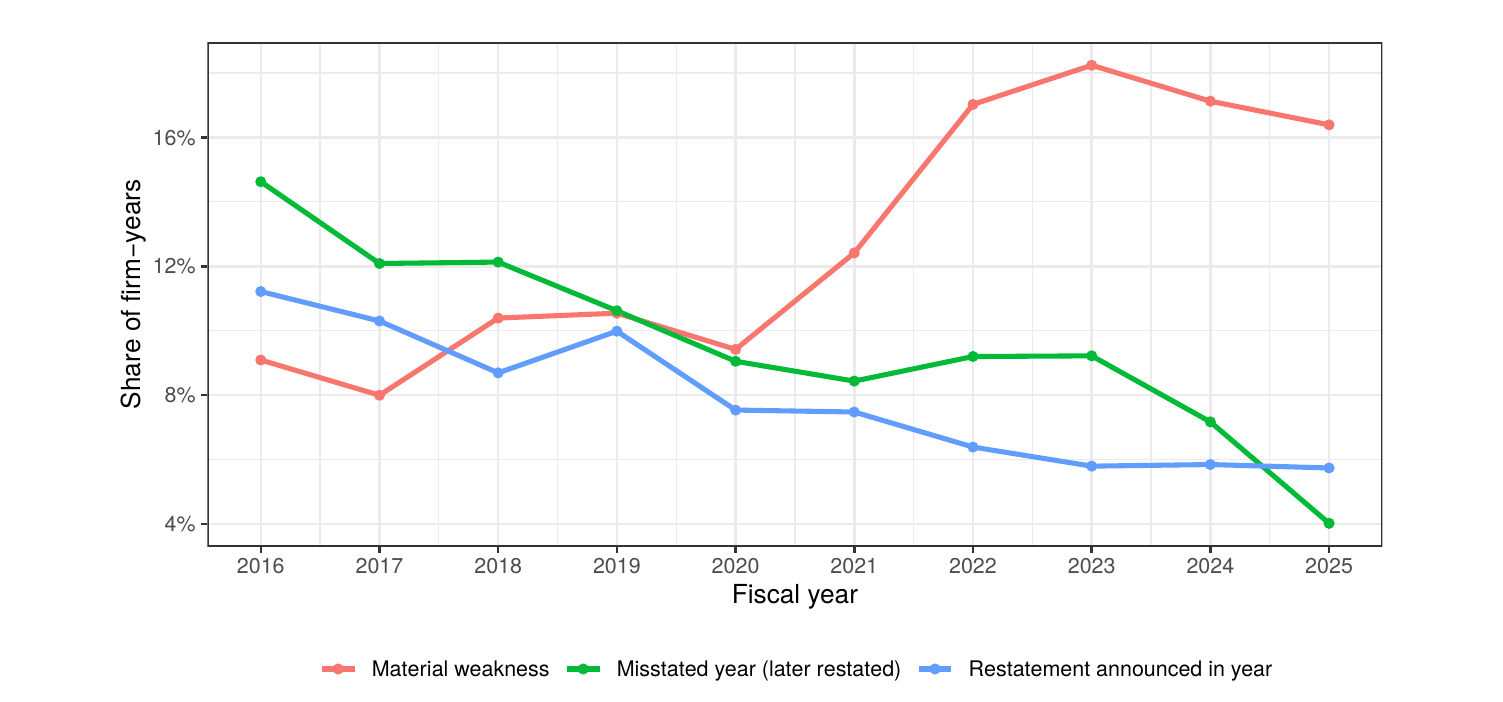 Share of firm−years
16%
12%
8%
4%
2016 2017 2018 2019 2020 2021 2022 2023 2024 2025
Fiscal year
Material weakness Misstated year (later restated) Restatement announced in year